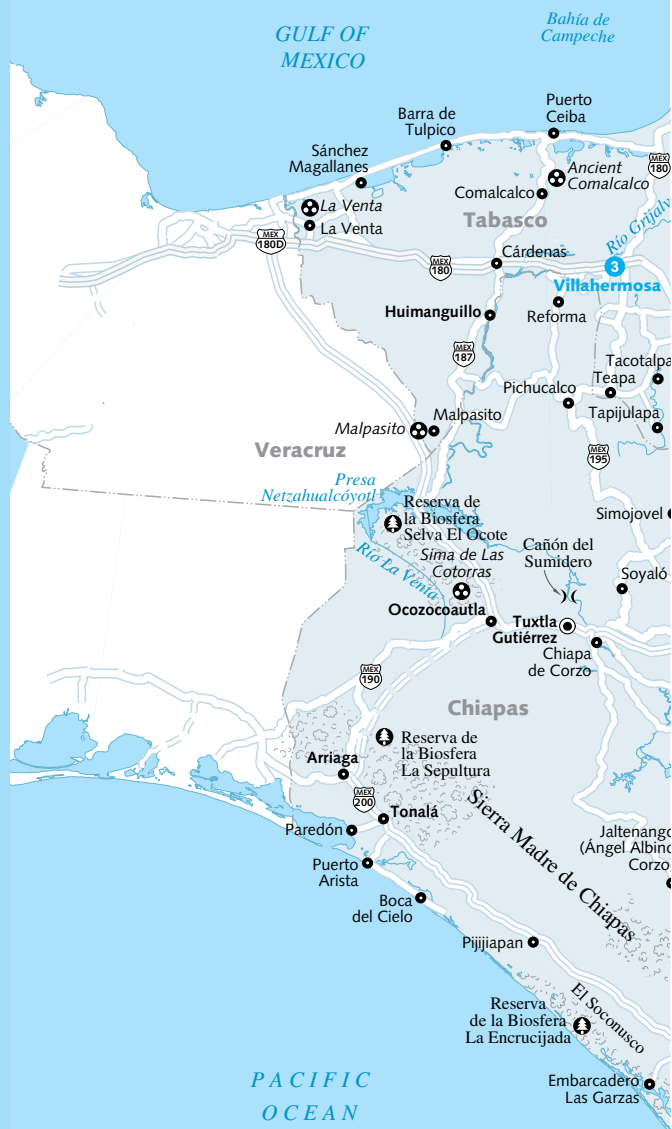 GULF OF
MEXICO
Bahía de
Campeche
Puerto
Ceiba
Barra de
Tulpico
Sánchez
Magallanes
MEX
180
Ancient
Comalcalco
Comalcalco
La Venta
La Venta
Tabasco
Río Grijalv
MEX
180D
Cárdenas
MEX
180
3
Villahermosa
Huimanguillo
Reforma
MEX
187
Tacotalpa
Teapa
Pichucalco
Tapijulapa
Malpasito
Malpasito
Veracruz
MEX
195
Presa
Netzahualcóyotl
Reserva de
la Biosfera
Selva El Ocote
Simojovel
Cañón del
Sumidero
Sima de Las
Cotorras
Río La Venta
Soyaló
Ocozocoautla
Tuxtla
Gutiérrez
Chiapa
de Corzo
MEX
190
Chiapas
Reserva de
la Biosfera
La Sepultura
Arriaga
MEX
200
Tonalá
Sierra Madre de Chiapas
Paredón
Jaltenango
(Ángel Albino
Corzo)
Puerto
Arista
Boca
del Cielo
Pijijiapan
El Soconusco
Reserva
de la Biosfera
La Encrucijada
PACIFIC
OCEAN
Embarcadero
Las Garzas